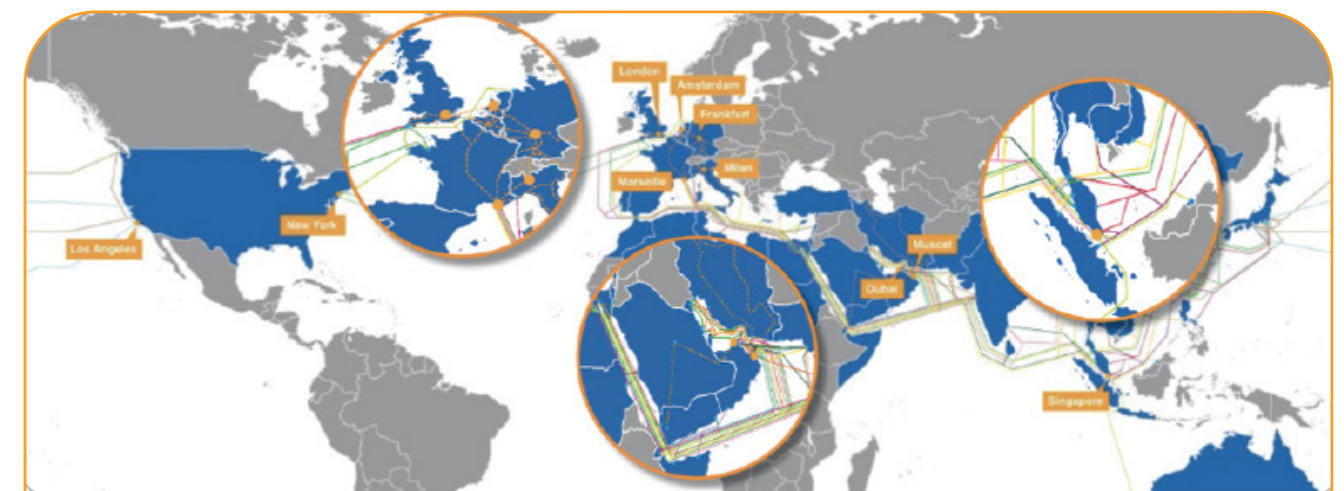 London
Amsterdam
Frankfurt
Milan
Marseille
New York
Los Angeles
Muscat
Dubai
Singapore